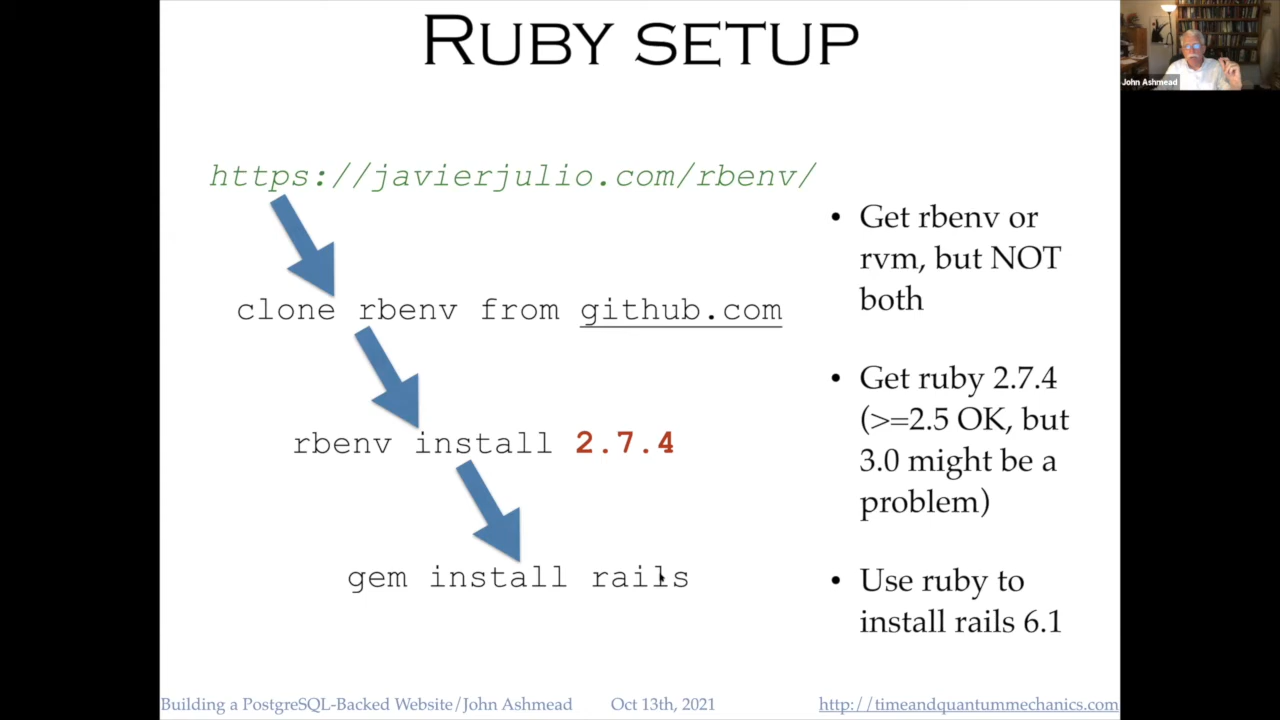 RUBY SETUP
https://javierjulio.com/rbenv/
clone rbenv from github.com
rbenv install 2.7.4
gem install rails
• Get rbenv or
rvm, but NOT
both
• Get ruby 2.7.4
(>=2.5 OK, but
3.0 might be a
problem)
• Use ruby to
install rails 6.1
Building a PostgreSQL-Backed Website/John Ashmead
Oct 13th, 2021
http://timeandquantummechanics.com
John Ashmead